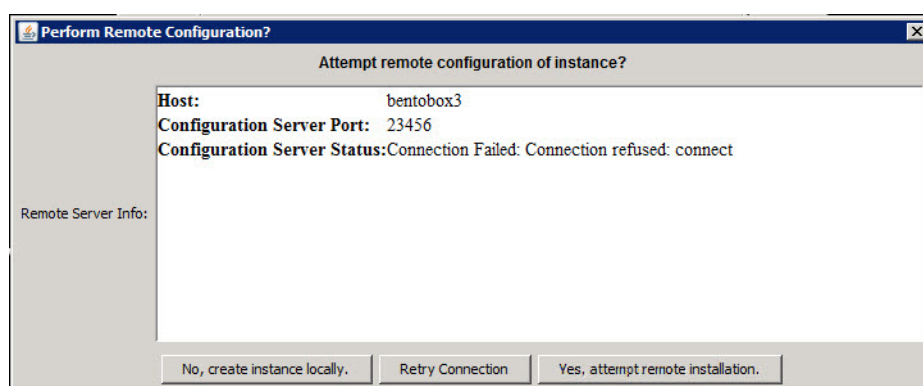 Perform Remote Configuration?
Attempt remote configuration of instance?
Host: bentobox3
Configuration Server Port: 23456
Configuration Server Status:Connection Failed: Connection refused: connect
Remote Server Info:
No, create instance locally. Retry Connection Yes, attempt remote installation.